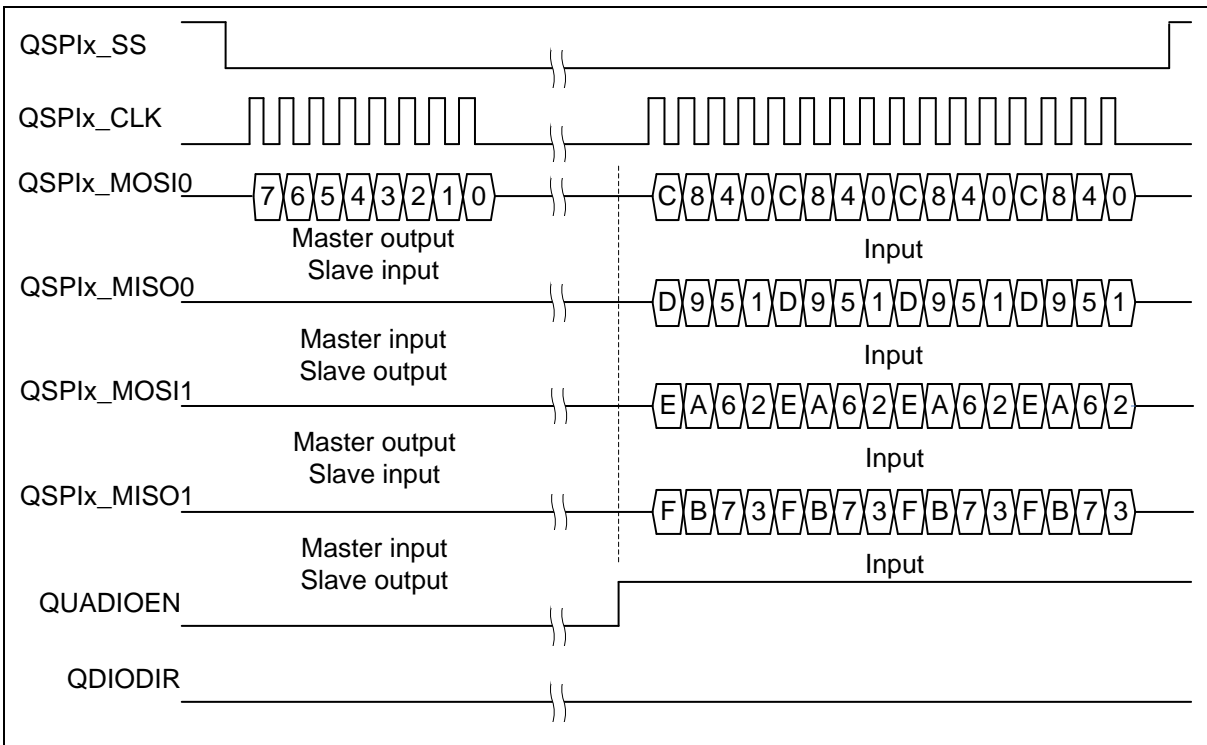 QSPIx_SS
QSPIx_CLK
QSPIx_MOSI0 7 6 5 4 3 2 1 0 C 8 4 0 C 8 4 0 C 8 4 0 C 8 4 0
Master output Input
Slave input
QSPIx_MISO0 D 9 5 1 D 9 5 1 D 9 5 1 D 9 5 1
Master input Input
Slave output
QSPIx_MOSI1 E A 6 2 E A 6 2 E A 6 2 E A 6 2
Master output Input
Slave input
QSPIx_MISO1 F B 7 3 F B 7 3 F B 7 3 F B 7 3
Master input Input
Slave output
QUADIOEN
QDIODIR